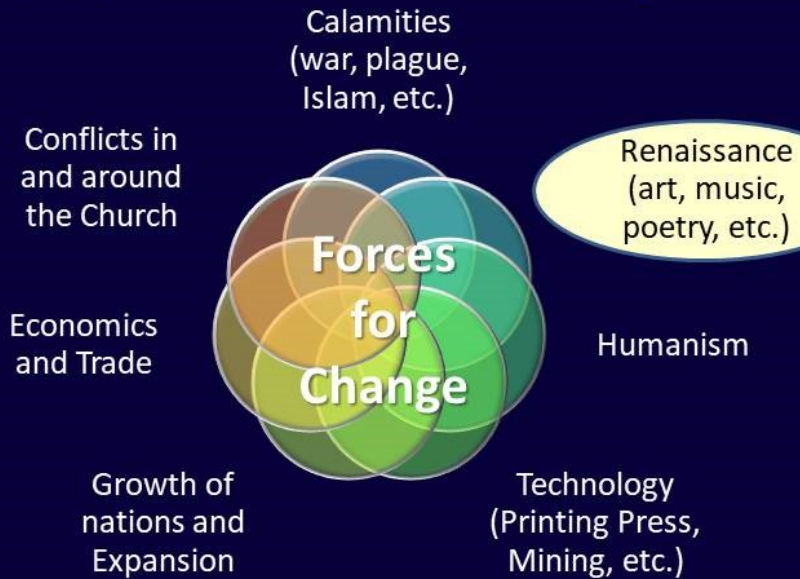 Calamities
(war, plague,
Islam, etc.)
Conflicts in
and around
the Church
Renaissance
(art, music,
poetry, etc.)
Forces
for
Change
Economics
and Trade
Humanism
Growth of
nations and
Expansion
Technology
(Printing Press,
Mining, etc.)